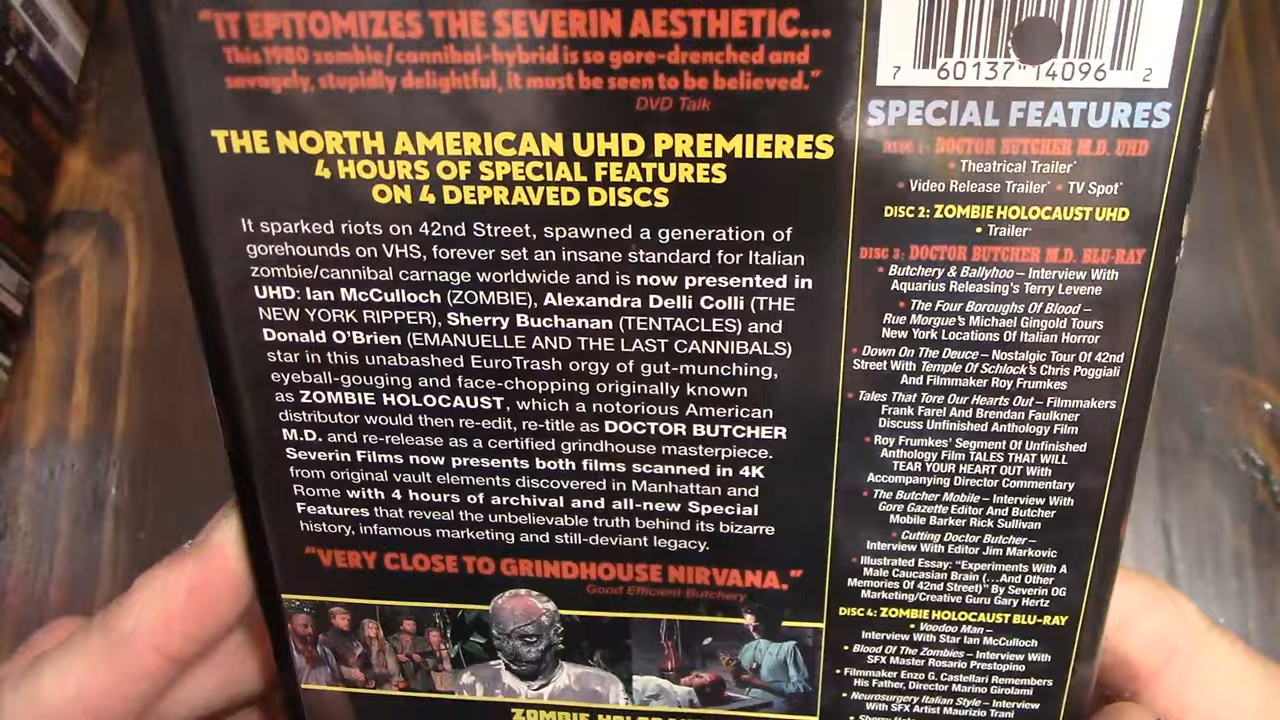 "IT EPITOMIZES THE SEVERIN AESTHETIC...
This 1980 zombie/cannibal-hybrid is so gore-drenched and
savagely, stupidly delightful, it must be seen to be believed."
DVD Talk
THE NORTH AMERICAN UHD PREMIERES
4 HOURS OF SPECIAL FEATURES
ON 4 DEPRAVED DISCS
It sparked riots on 42nd Street, spawned a generation of
gorehounds on VHS, forever set an insane standard for Italian
zombie/cannibal carnage worldwide and is now presented in
UHD: Ian McCulloch (ZOMBIE), Alexandra Delli Colli (THE
NEW YORK RIPPER), Sherry Buchanan (TENTACLES) and
Donald O'Brien (EMANUELLE AND THE LAST CANNIBALS)
star in this unabashed EuroTrash orgy of gut-munching,
eyeball-gouging and face-chopping originally known
as ZOMBIE HOLOCAUST, which a notorious American
distributor would then re-edit, re-title as DOCTOR BUTCHER
M.D. and re-release as a certified grindhouse masterpiece.
Severin Films now presents both films scanned in 4K
from original vault elements discovered in Manhattan and
Rome with 4 hours of archival and all-new Special
Features that reveal the unbelievable truth behind its bizarre
history, infamous marketing and still-deviant legacy.
"VERY CLOSE TO GRINDHOUSE NIRVANA."
Good Efficient Butchery
7 60137 14096 2
SPECIAL FEATURES
DISC 1: DOCTOR BUTCHER M.D. UHD
• Theatrical Trailer*
• Video Release Trailer* • TV Spot*
DISC 2: ZOMBIE HOLOCAUST UHD
• Trailer*
DISC 3: DOCTOR BUTCHER M.D. BLU-RAY
• Butchery & Ballyhoo – Interview With
Aquarius Releasing's Terry Levene
• The Four Boroughs Of Blood –
Rue Morgue's Michael Gingold Tours
New York Locations Of Italian Horror
• Down On The Deuce – Nostalgic Tour Of 42nd
Street With Temple Of Schlock's Chris Poggiali
And Filmmaker Roy Frumkes
• Tales That Tore Our Hearts Out – Filmmakers
Frank Farel And Brendan Faulkner
Discuss Unfinished Anthology Film
• Roy Frumkes' Segment Of Unfinished
Anthology Film TALES THAT WILL
TEAR YOUR HEART OUT With
Accompanying Director Commentary
• The Butcher Mobile – Interview With
Gore Gazette Editor And Butcher
Mobile Barker Rick Sullivan
• Cutting Doctor Butcher –
Interview With Editor Jim Markovic
• Illustrated Essay: "Experiments With A
Male Caucasian Brain (...And Other
Memories Of 42nd Street)" By Severin OG
Marketing/Creative Guru Gary Hertz
DISC 4: ZOMBIE HOLOCAUST BLU-RAY
• Voodoo Man –
Interview With Star Ian McCulloch
• Blood Of The Zombies – Interview With
SFX Master Rosario Prestopino
• Filmmaker Enzo G. Castellari Remembers
His Father, Director Marino Girolami
• Neurosurgery Italian Style – Interview
With SFX Artist Maurizio Trani